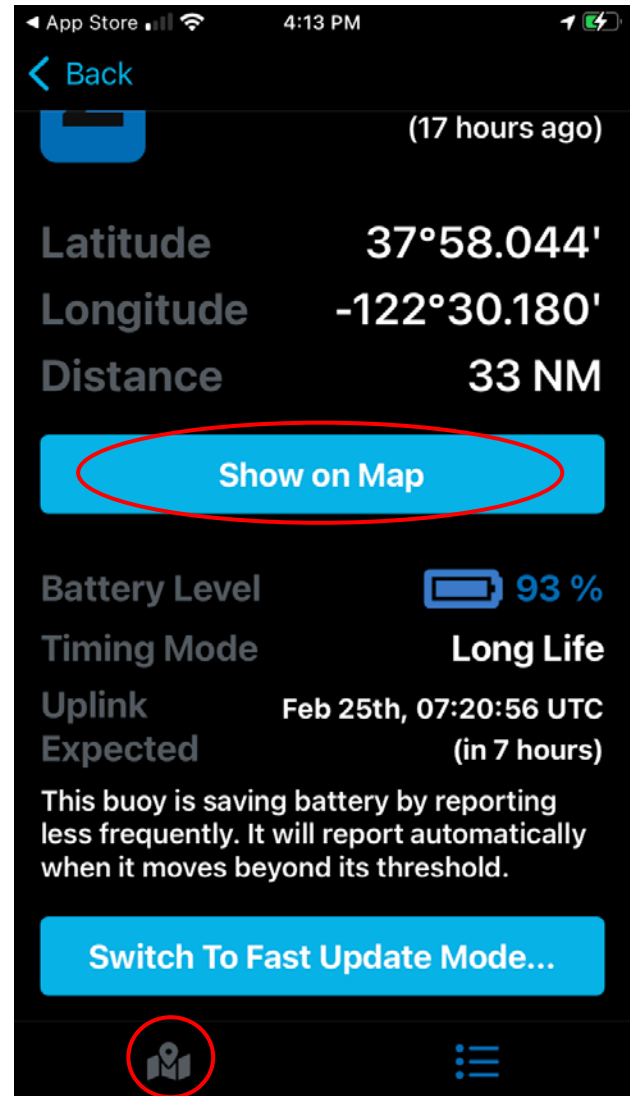 App Store 4:13 PM
Back
(17 hours ago)
Latitude 37°58.044'
Longitude -122°30.180'
Distance 33 NM
Show on Map
Battery Level 93 %
Timing Mode Long Life
Uplink Feb 25th, 07:20:56 UTC
Expected (in 7 hours)
This buoy is saving battery by reporting
less frequently. It will report automatically
when it moves beyond its threshold.
Switch To Fast Update Mode...